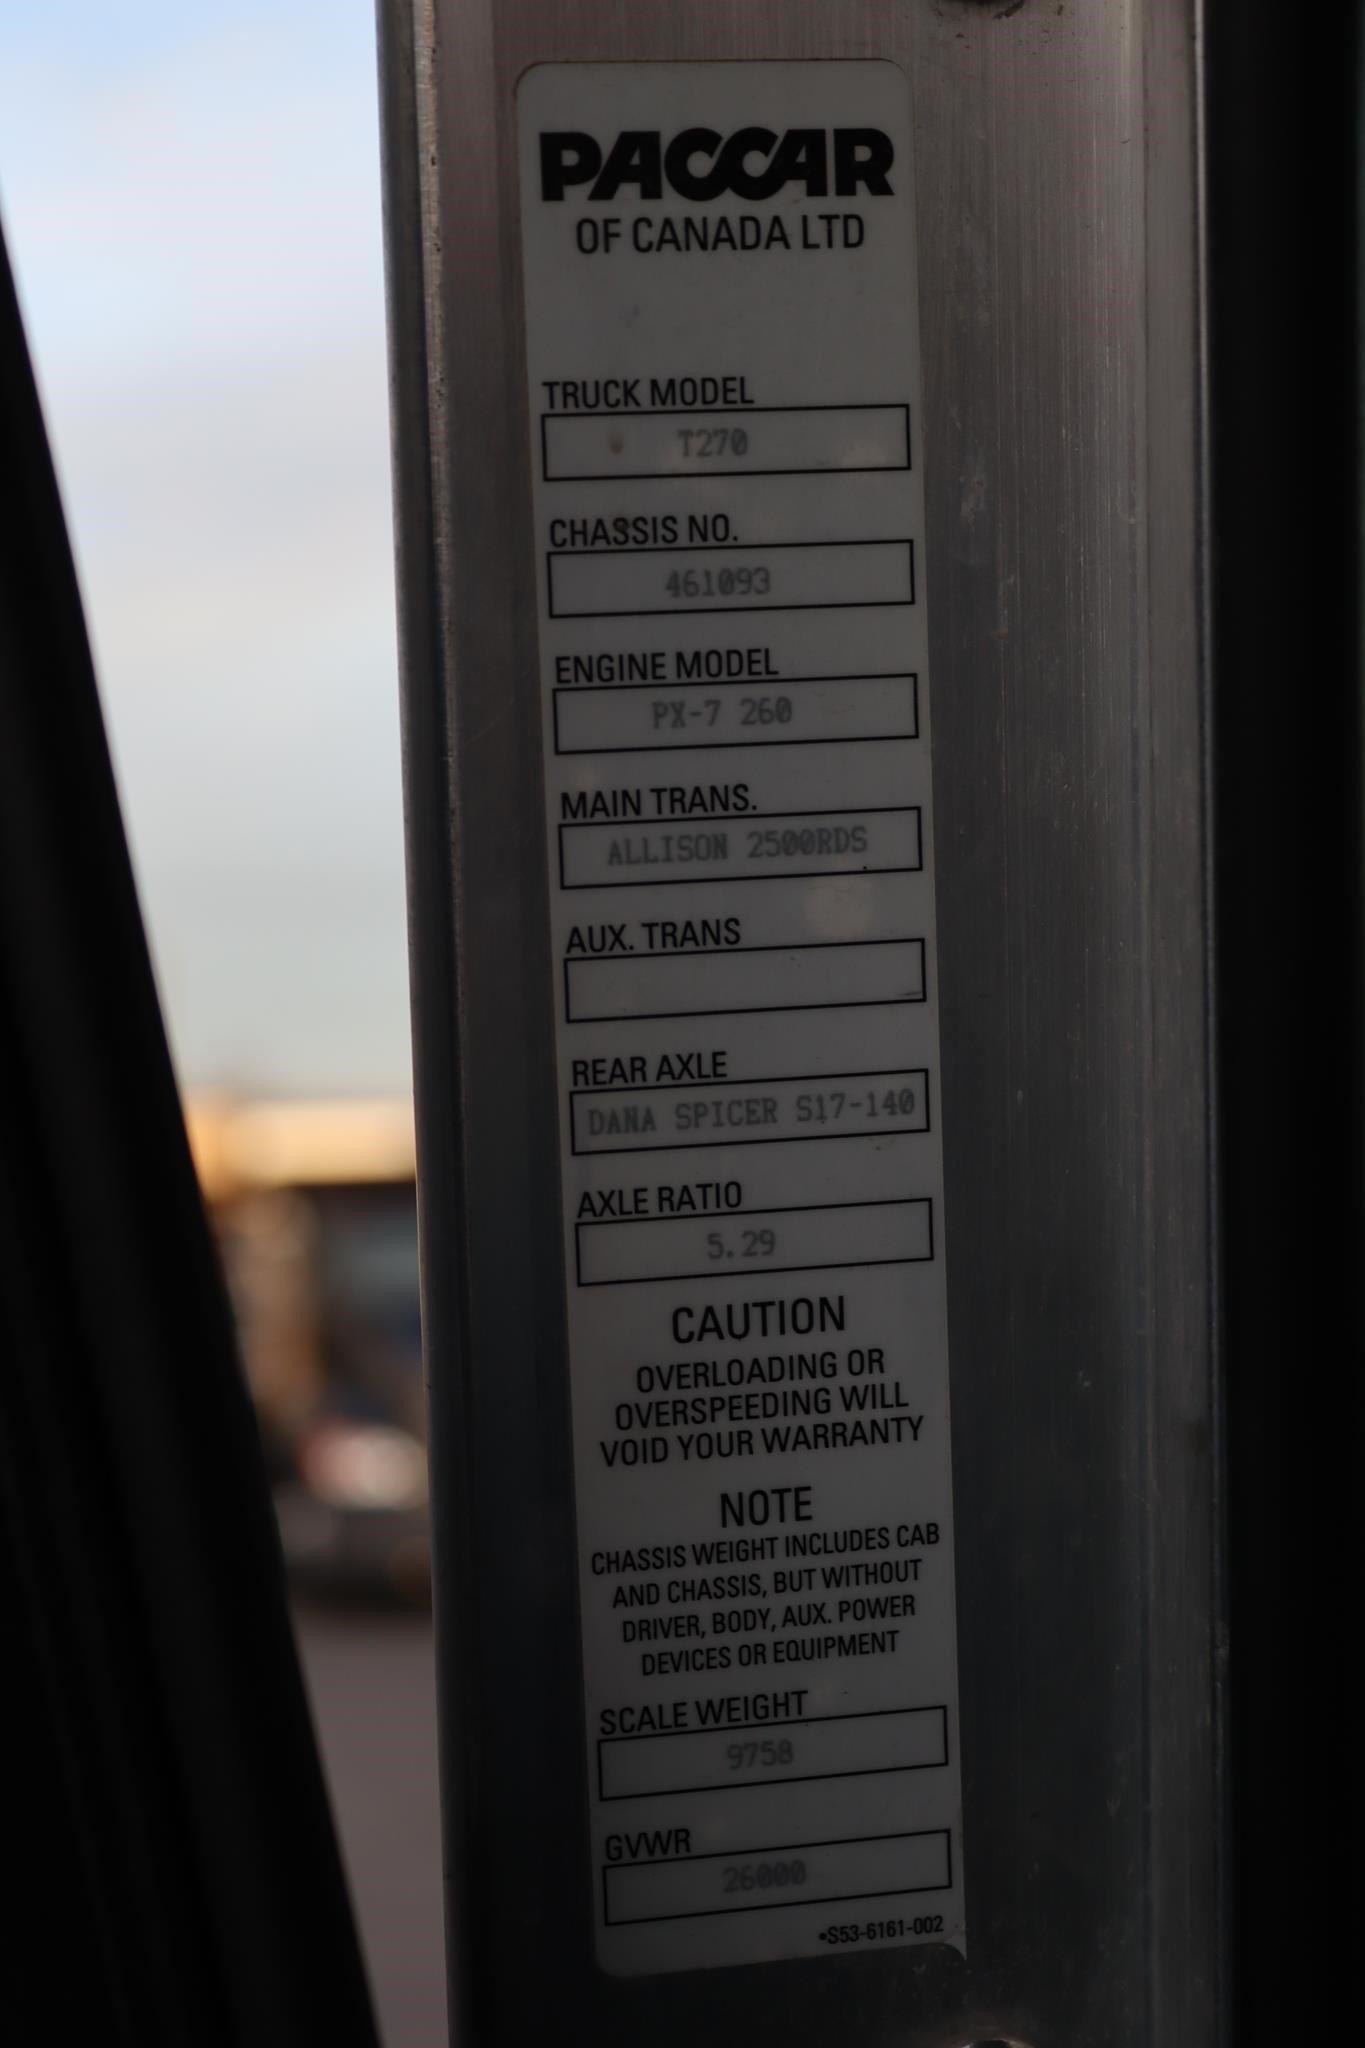 PACCAR
OF CANADA LTD
TRUCK MODEL
T270
CHASSIS NO.
461093
ENGINE MODEL
PX-7 260
MAIN TRANS.
ALLISON 2500RDS
AUX. TRANS
REAR AXLE
DANA SPICER S17-140
AXLE RATIO
5.29
CAUTION
OVERLOADING OR
OVERSPEEDING WILL
VOID YOUR WARRANTY
NOTE
CHASSIS WEIGHT INCLUDES CAB
AND CHASSIS, BUT WITHOUT
DRIVER, BODY, AUX. POWER
DEVICES OR EQUIPMENT
SCALE WEIGHT
9758
GVWR
26000
•S53-6161-002